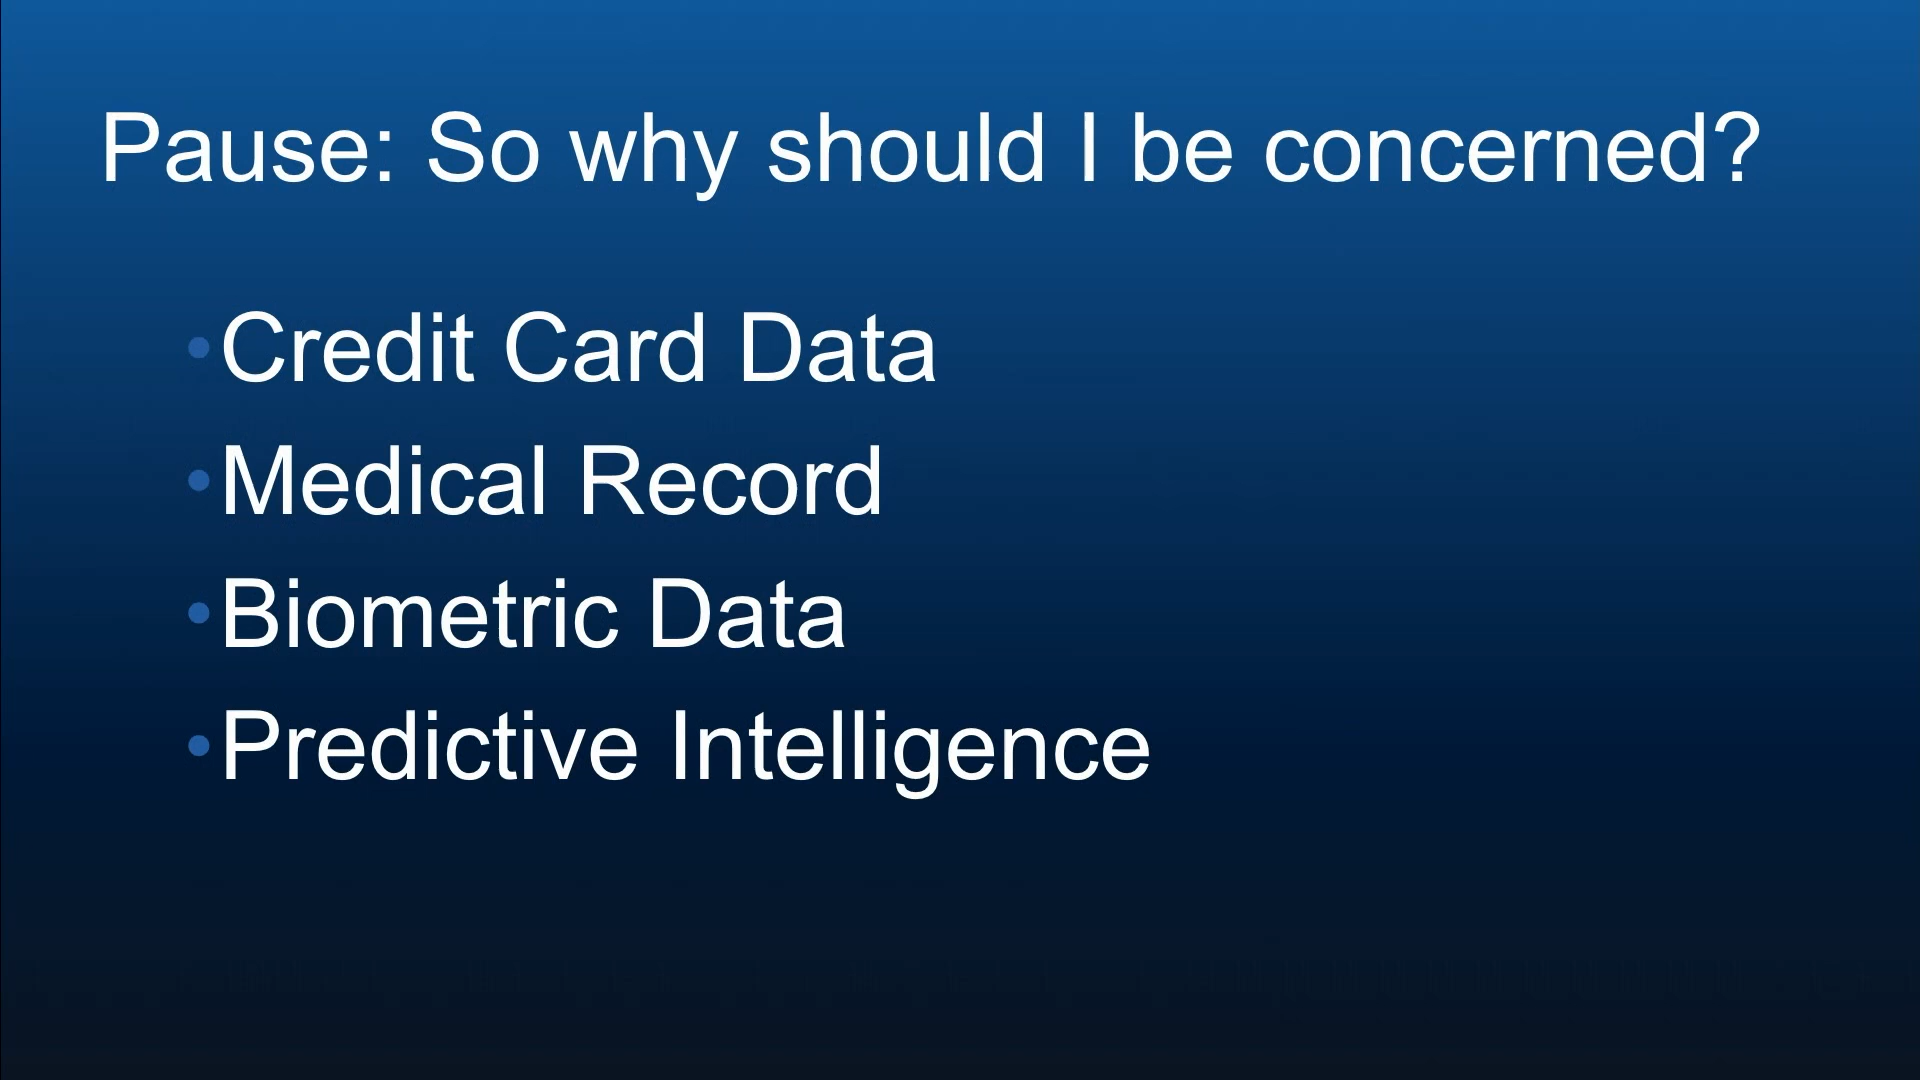 Pause: So why should I be concerned?
•Credit Card Data
•Medical Record
•Biometric Data
•Predictive Intelligence